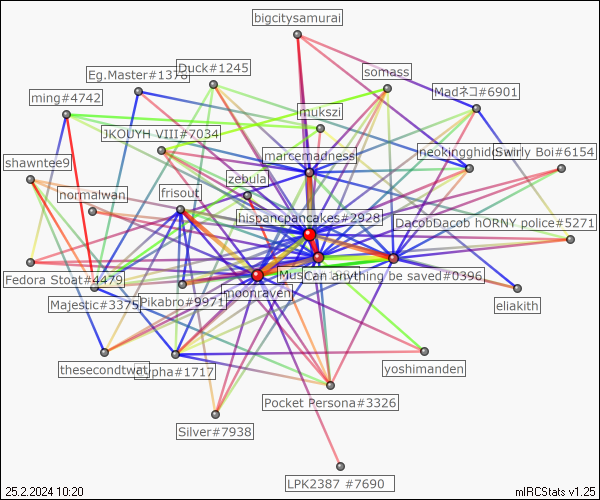 bigcitysamurai
Duck#1245
Eg.Master#1378
somass
Madネコ#6901
ming#4742
mukszi
JKOUYH VIII#7034
marcemadness
neokingghidorah
Swirly Boi#6154
shawntee9
zebula
normalwan
frisout
hispancpancakes#2928
DacobDacob hORNY police#5271
Fedora Stoat#4479
Can anything be saved#0396
moonraven
Majestic#3375
Pikabro#9971
eliakith
thesecondtwat
#1717
yoshimanden
Pocket Persona#3326
Silver#7938
LPK2387 #7690
25.2.2024 10:20
mIRCStats v1.25